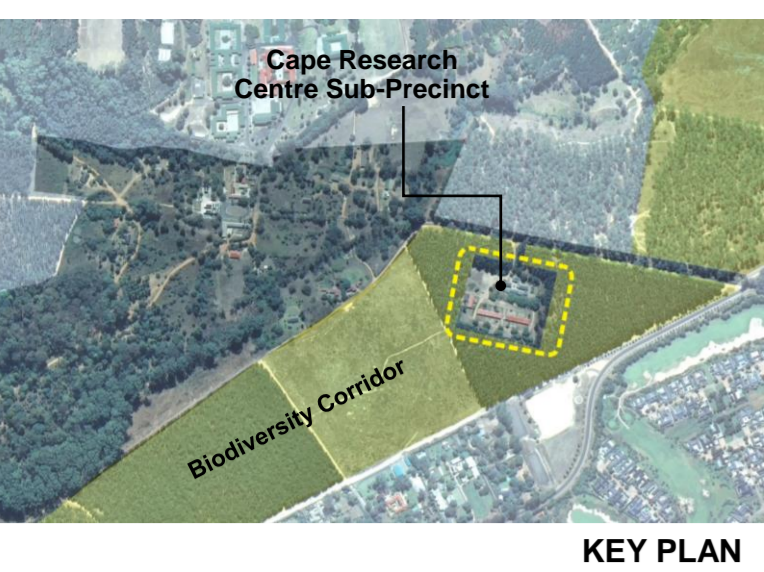 Cape Research
Centre Sub-Precinct
Biodiversity Corridor
KEY PLAN